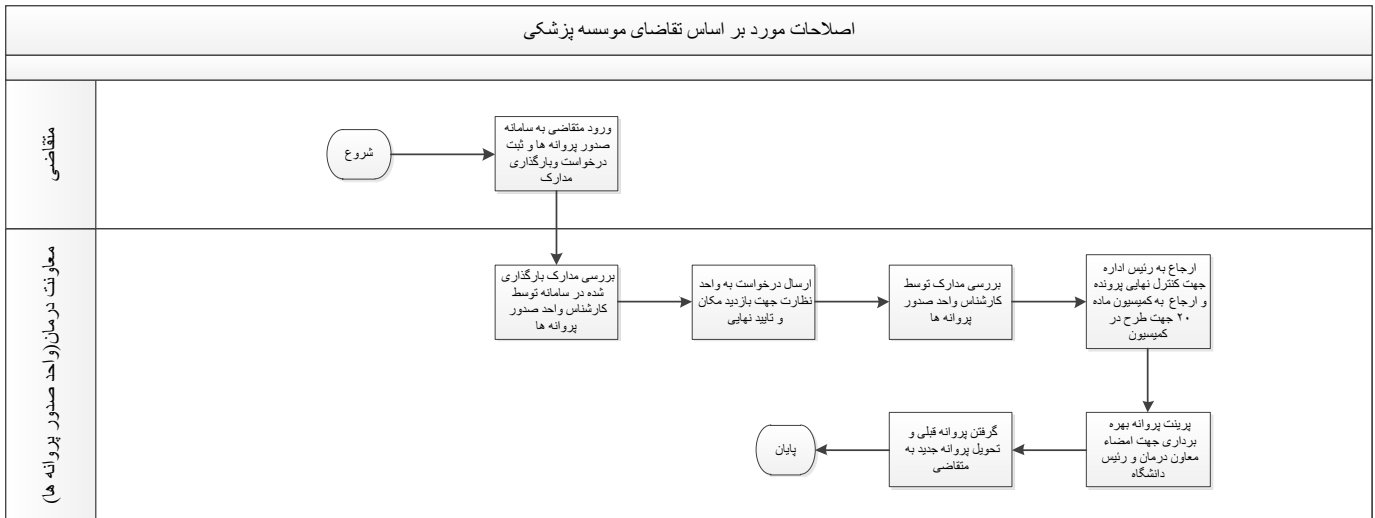 اصلاحات مورد بر اساس تقاضای موسسه پزشکی
متقاضی
شروع
ورود متقاضی به سامانه
صدور پروانه ها و ثبت
درخواست وبارگذاری
مدارک
معاونت درمان(واحد صدور پروانه ها)
بررسی مدارک بارگذاری
شده در سامانه توسط
کارشناس واحد صدور
پروانه ها
ارسال درخواست به واحد
نظارت جهت بازدید مکان
و تایید نهایی
بررسی مدارک توسط
کارشناس واحد صدور
پروانه ها
ارجاع به رئیس اداره
جهت کنترل نهایی پرونده
و ارجاع به کمیسیون ماده
۲۰ جهت طرح در
کمیسیون
پرینت پروانه بهره
برداری جهت امضاء
معاون درمان و رئیس
دانشگاه
گرفتن پروانه قبلی و
تحویل پروانه جدید به
متقاضی
پایان